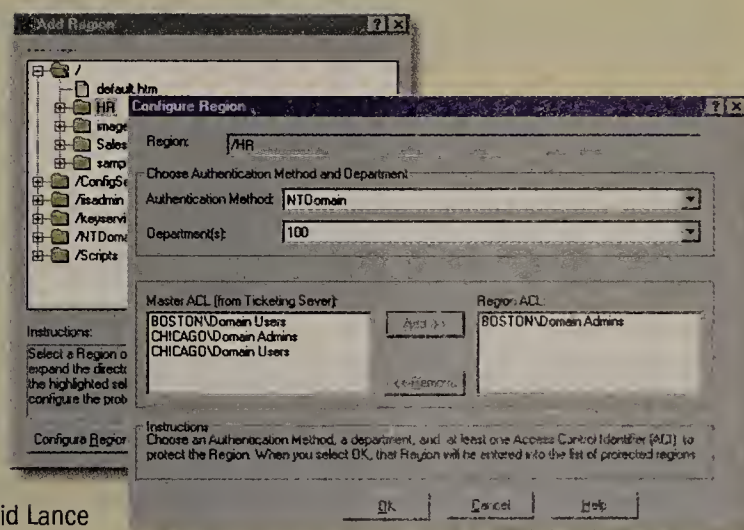 Add Region
/
default.htm
HR
image
Sales
samp
/ConfigSe
/iisadmin
/keyservi
/NTDoma
/Scripts
Instructions:
Select a Region o
expand the directo
the highlighted sel
configure the prot
Configure Region
Configure Region
Region:
/HR
Choose Authentication Method and Department
Authentication Method:
NTDomain
Department(s):
100
Master ACL (from Ticketing Sever):
BOSTON\Domain Users
CHICAGO\Domain Admins
CHICAGO\Domain Users
Add >>
<<Remove
Region ACL:
BOSTON\Domain Admins
Instructions
Choose an Authentication Method, a department, and at least one Access Control Identifier (ACI) to
protect the Region. When you select OK, that Region will be entered into the list of protected regions
OK
Cancel
Help
id Lance